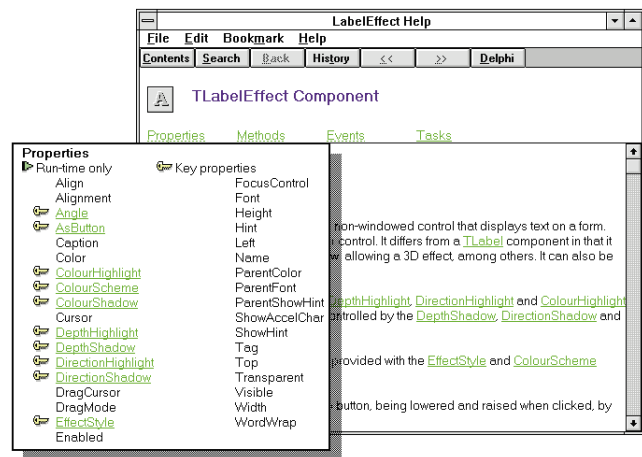 LabelEffect Help
File Edit Bookmark Help
Contents Search Back History << >> Delphi
A TLabelEffect Component
Properties Methods Events Tasks
Properties
Run-time only Key properties
Align FocusControl
Alignment Font
Angle Height
AsButton Hint
Caption Left
Color Name
ColourHighlight ParentColor
ColourScheme ParentFont
ColourShadow ParentShowHint
Cursor ShowAccelChar
DepthHighlight ShowHint
DepthShadow Tag
DirectionHighlight Top
DirectionShadow Transparent
DragCursor Visible
DragMode Width
EffectStyle WordWrap
Enabled
non-windowed control that displays text on a form.
control. It differs from a TLabel component in that it
allowing a 3D effect, among others. It can also be
DepthHighlight, DirectionHighlight and ColourHighlight
ntrolled by the DepthShadow, DirectionShadow and
provided with the EffectStyle and ColourScheme
button, being lowered and raised when clicked, by